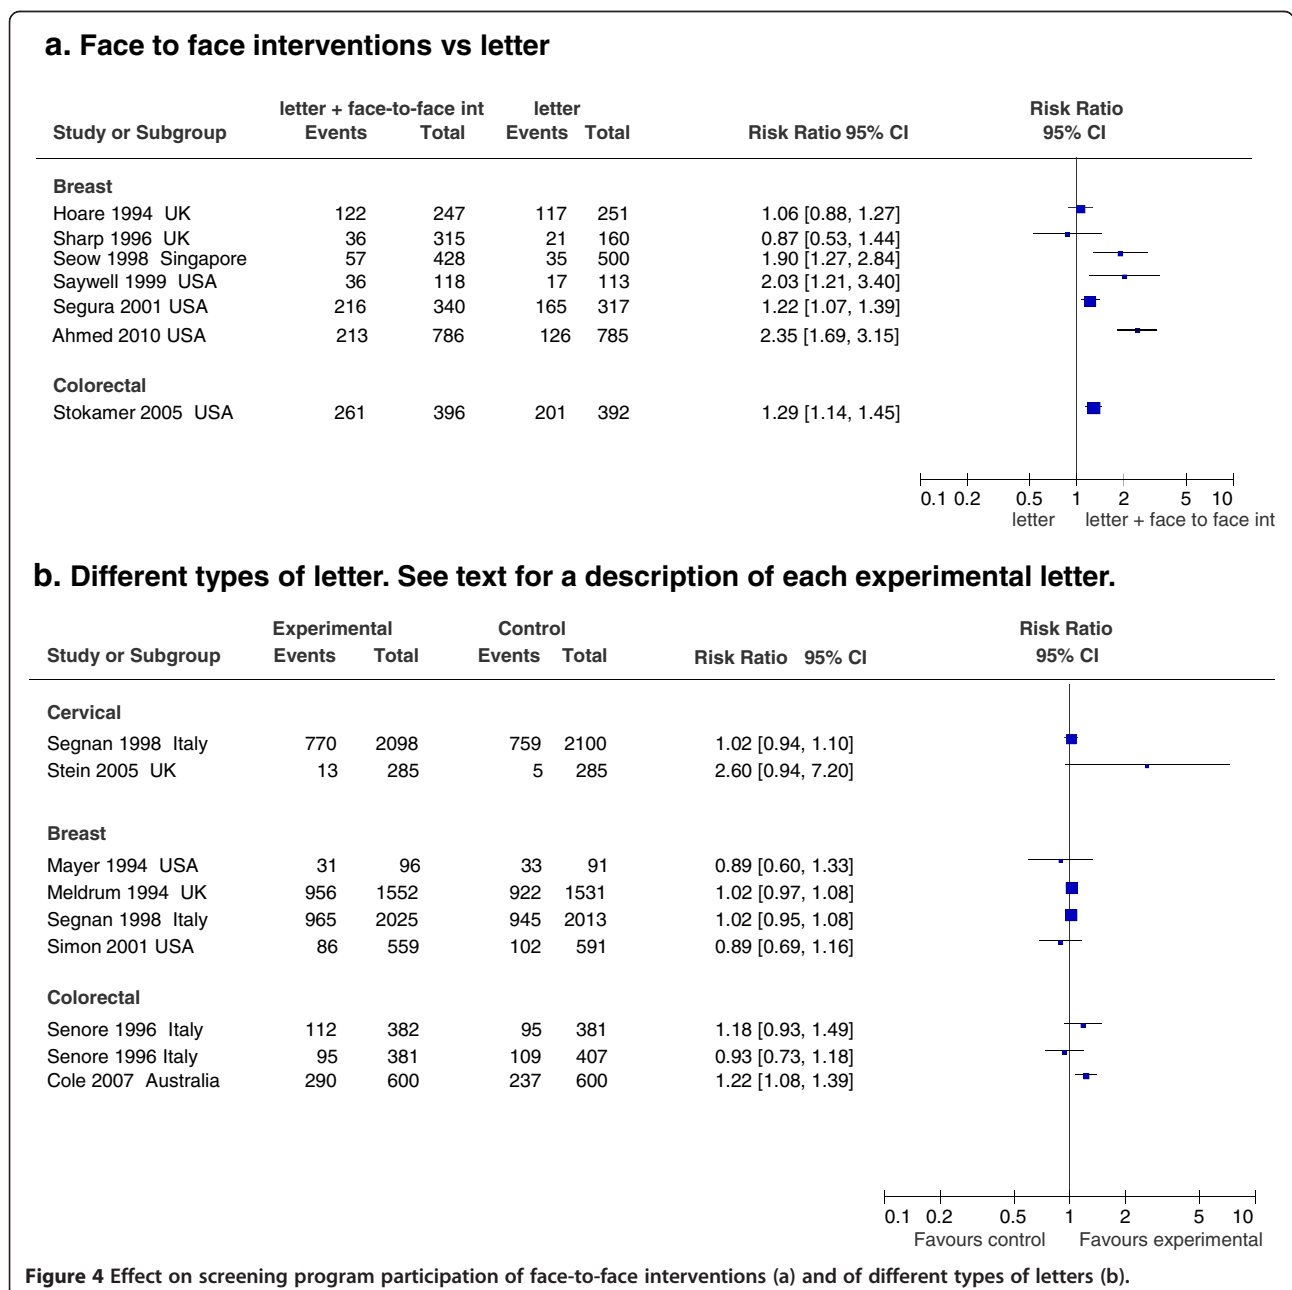 a. Face to face interventions vs letter
letter + face-to-face int letter Risk Ratio
Study or Subgroup Events Total Events Total Risk Ratio 95% CI 95% CI
Breast
Hoare 1994 UK 122 247 117 251 1.06 [0.88, 1.27]
Sharp 1996 UK 36 315 21 160 0.87 [0.53, 1.44]
Seow 1998 Singapore 57 428 35 500 1.90 [1.27, 2.84]
Saywell 1999 USA 36 118 17 113 2.03 [1.21, 3.40]
Segura 2001 USA 216 340 165 317 1.22 [1.07, 1.39]
Ahmed 2010 USA 213 786 126 785 2.35 [1.69, 3.15]
Colorectal
Stokamer 2005 USA 261 396 201 392 1.29 [1.14, 1.45]
0.1 0.2 0.5 1 2 5 10
letter letter + face to face int
b. Different types of letter. See text for a description of each experimental letter.
Experimental Control Risk Ratio
Study or Subgroup Events Total Events Total Risk Ratio 95% CI 95% CI
Cervical
Segnan 1998 Italy 770 2098 759 2100 1.02 [0.94, 1.10]
Stein 2005 UK 13 285 5 285 2.60 [0.94, 7.20]
Breast
Mayer 1994 USA 31 96 33 91 0.89 [0.60, 1.33]
Meldrum 1994 UK 956 1552 922 1531 1.02 [0.97, 1.08]
Segnan 1998 Italy 965 2025 945 2013 1.02 [0.95, 1.08]
Simon 2001 USA 86 559 102 591 0.89 [0.69, 1.16]
Colorectal
Senore 1996 Italy 112 382 95 381 1.18 [0.93, 1.49]
Senore 1996 Italy 95 381 109 407 0.93 [0.73, 1.18]
Cole 2007 Australia 290 600 237 600 1.22 [1.08, 1.39]
0.1 0.2 0.5 1 2 5 10
Favours control Favours experimental
Figure 4 Effect on screening program participation of face-to-face interventions (a) and of different types of letters (b).